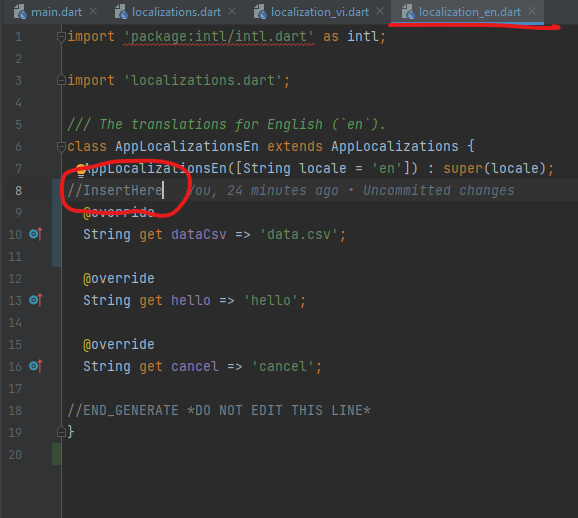 main.dart localizations.dart localization_vi.dart localization_en.dart
1 import 'package:intl/intl.dart' as intl;
2
3 import 'localizations.dart';
4
5 /// The translations for English (`en`).
6 class AppLocalizationsEn extends AppLocalizations {
7 AppLocalizationsEn([String locale = 'en']) : super(locale);
8 //InsertHere You, 24 minutes ago • Uncommitted changes
@override
10 String get dataCsv => 'data.csv';
11
12 @override
13 String get hello => 'hello';
14
15 @override
16 String get cancel => 'cancel';
17
18 //END_GENERATE *DO NOT EDIT THIS LINE*
19 }
20